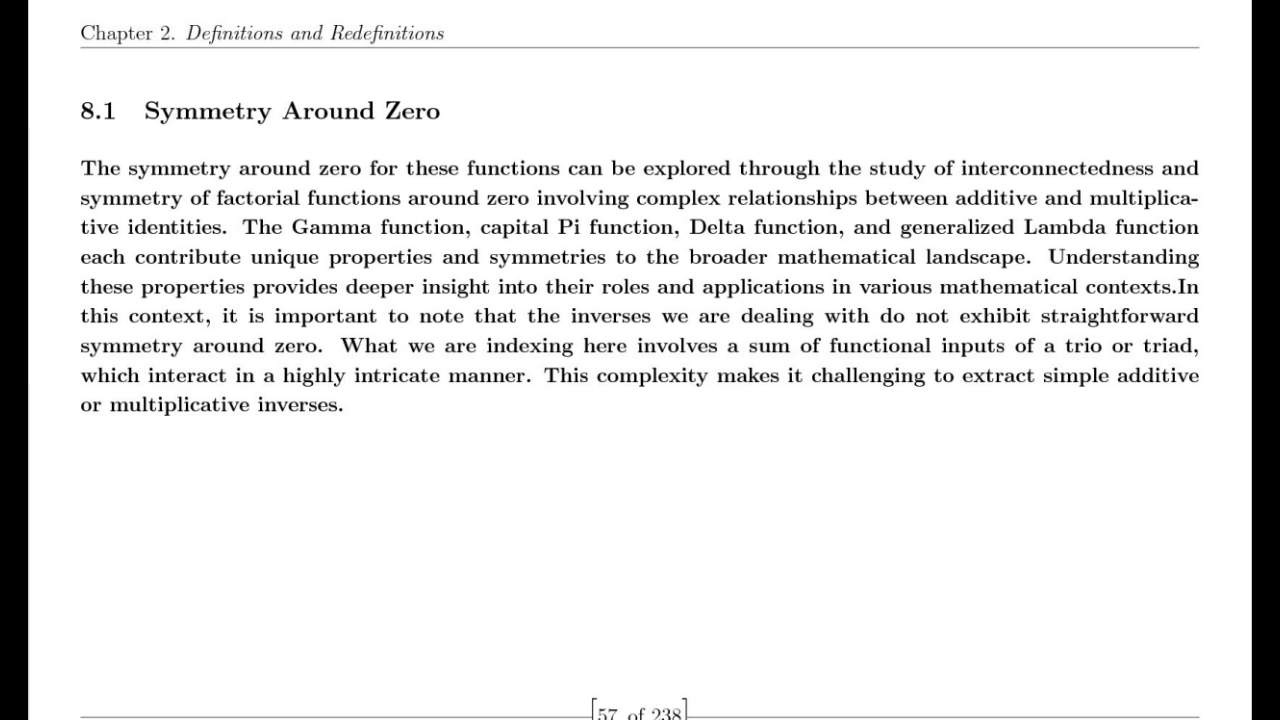 Chapter 2. Definitions and Redefinitions
8.1 Symmetry Around Zero
The symmetry around zero for these functions can be explored through the study of interconnectedness and
symmetry of factorial functions around zero involving complex relationships between additive and multiplica-
tive identities. The Gamma function, capital Pi function, Delta function, and generalized Lambda function
each contribute unique properties and symmetries to the broader mathematical landscape. Understanding
these properties provides deeper insight into their roles and applications in various mathematical contexts.In
this context, it is important to note that the inverses we are dealing with do not exhibit straightforward
symmetry around zero. What we are indexing here involves a sum of functional inputs of a trio or triad,
which interact in a highly intricate manner. This complexity makes it challenging to extract simple additive
or multiplicative inverses.
[57 of 238]